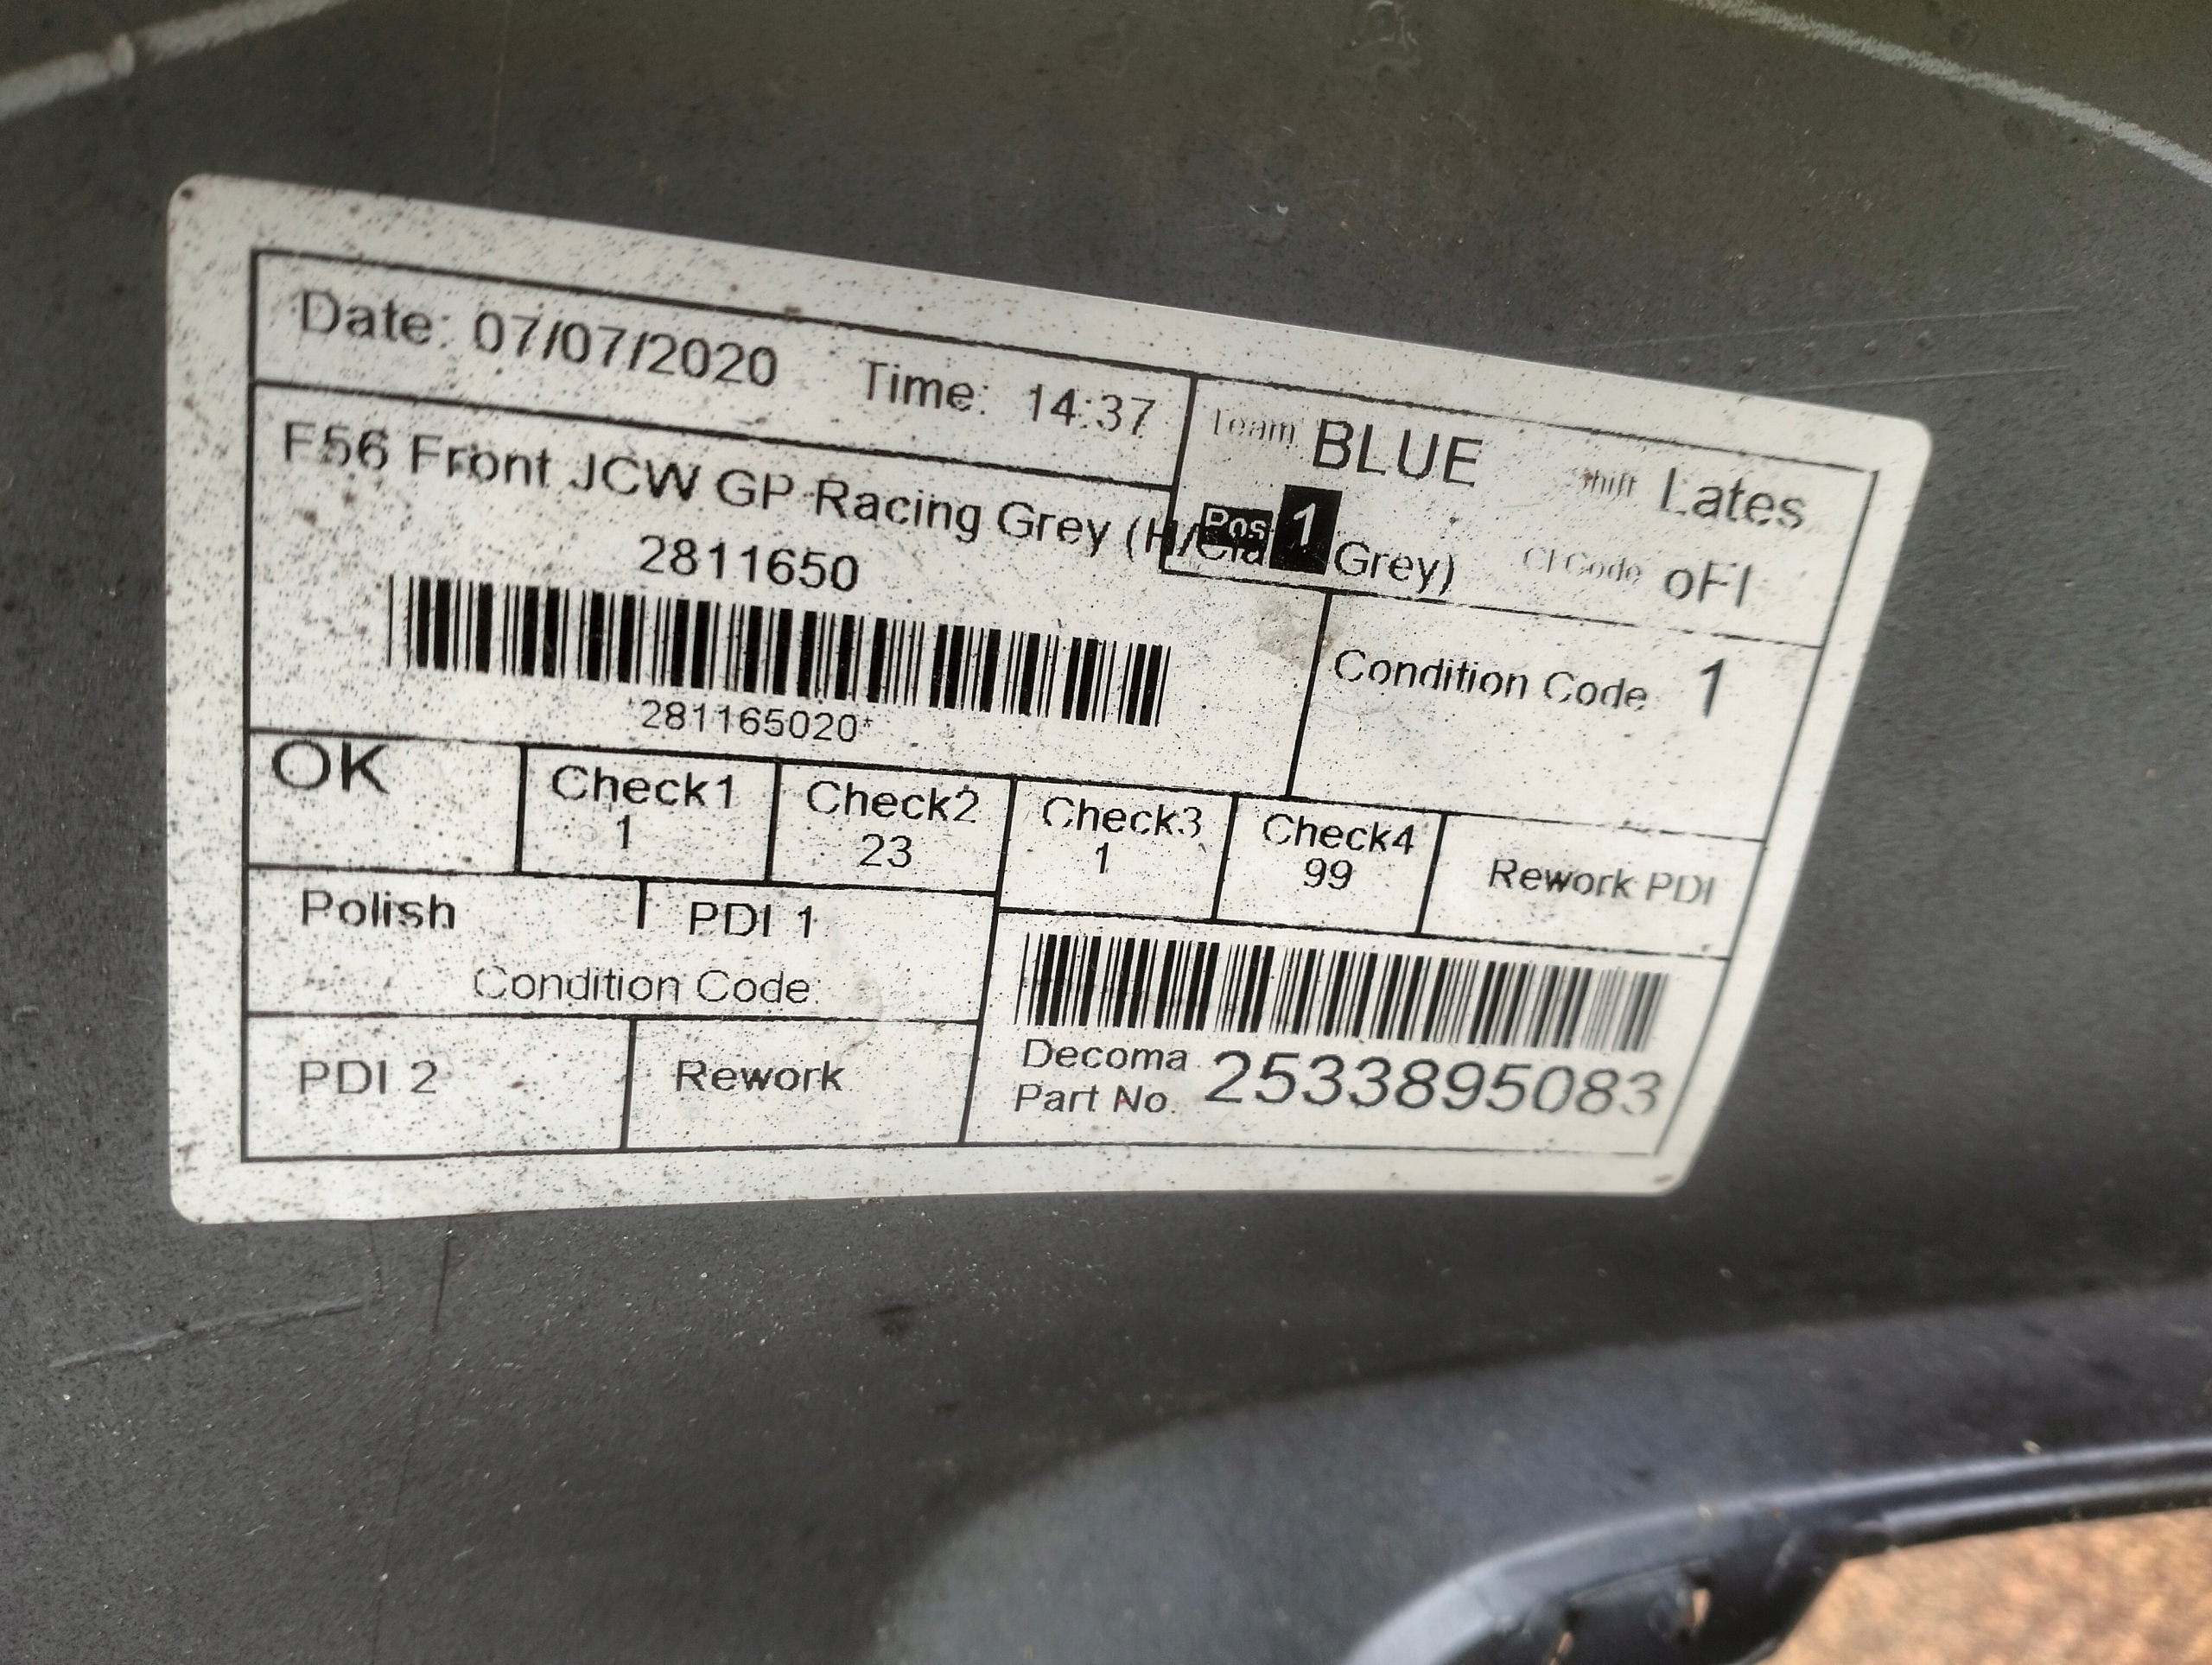 Date: 07/07/2020 Time: 14:37
Team BLUE Shift Lates
F56 Front JCW GP Racing Grey (H/Cla Grey)
Pos 1
CI Code oFI
2811650
*281165020*
Condition Code 1
OK
Check1
1
Check2
23
Check3
1
Check4
99
Rework PDI
Polish
PDI 1
Condition Code:
PDI 2
Rework
Decoma
Part No. 2533895083